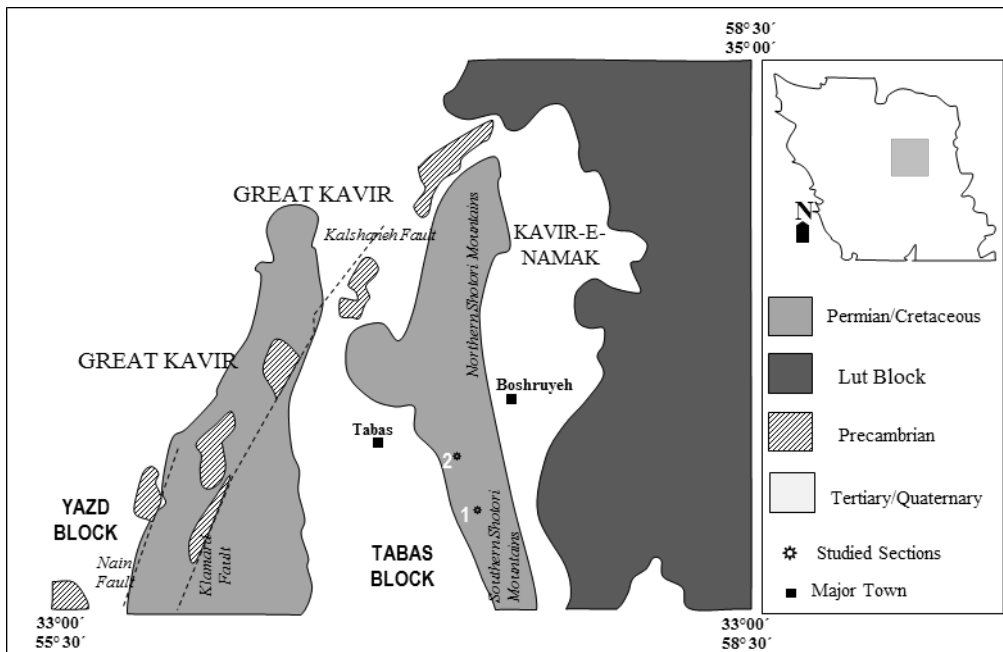 58° 30´
35° 00´
N
GREAT KAVIR
Kalshaneh Fault
Northern Shotori Mountains
KAVIR-E-
NAMAK
GREAT KAVIR
Boshruyeh
Tabas
2
1
YAZD
BLOCK
Nain
Fault
Klamard
Fault
TABAS
BLOCK
Southern Shotori
Mountains
33° 00´
55° 30´
33° 00´
58° 30´
Permian/Cretaceous
Lut Block
Precambrian
Tertiary/Quaternary
Studied Sections
Major Town